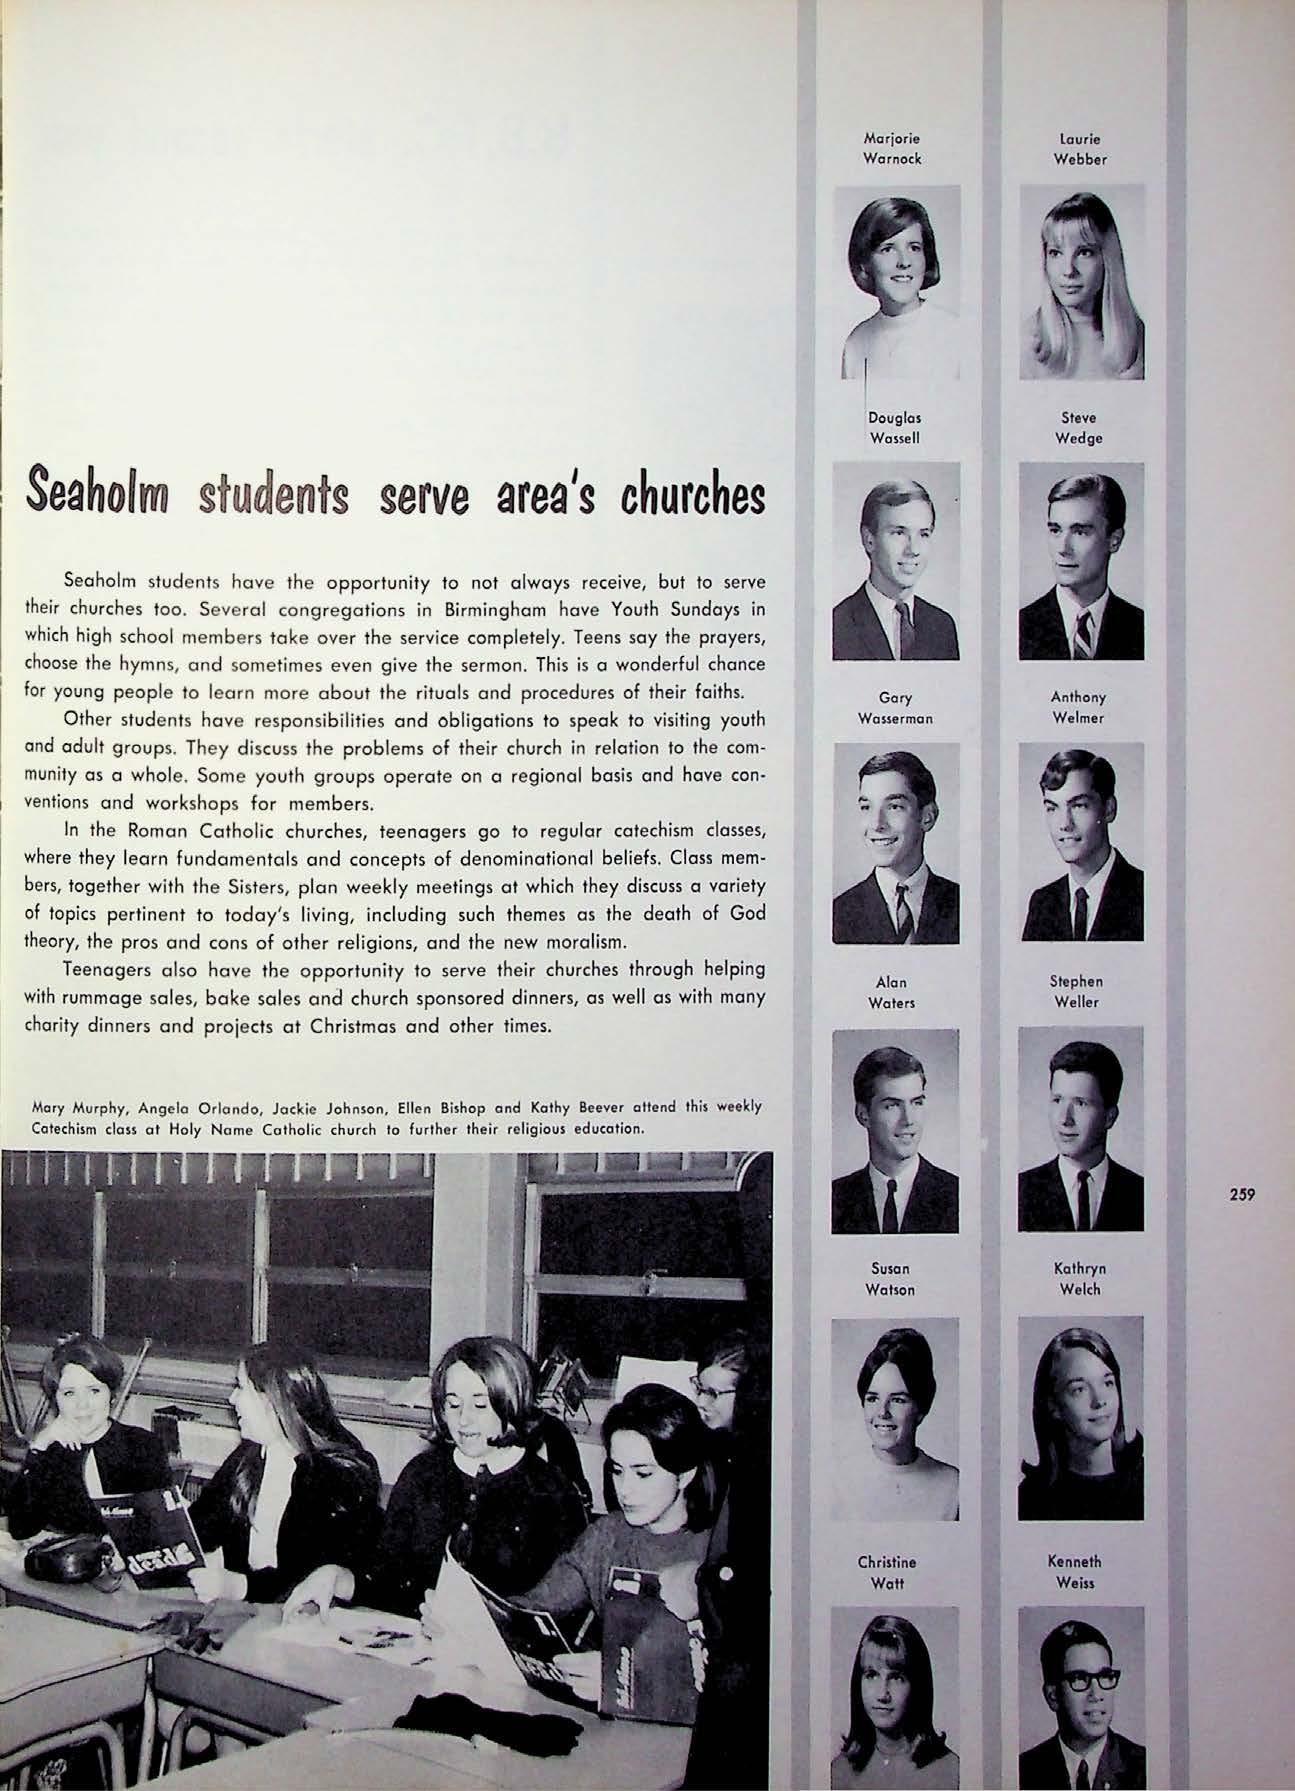 Seaholm students serve area's churches
Seaholm students have the opportunity to not always receive, but to serve
their churches too. Several congregations in Birmingham have Youth Sundays in
which high school members take over the service completely. Teens say the prayers,
choose the hymns, and sometimes even give the sermon. This is a wonderful chance
for young people to learn more about the rituals and procedures of their faiths.
Other students have responsibilities and obligations to speak to visiting youth
and adult groups. They discuss the problems of their church in relation to the com-
munity as a whole. Some youth groups operate on a regional basis and have con-
ventions and workshops for members.
In the Roman Catholic churches, teenagers go to regular catechism classes,
where they learn fundamentals and concepts of denominational beliefs. Class mem-
bers, together with the Sisters, plan weekly meetings at which they discuss a variety
of topics pertinent to today's living, including such themes as the death of God
theory, the pros and cons of other religions, and the new moralism.
Teenagers also have the opportunity to serve their churches through helping
with rummage sales, bake sales and church sponsored dinners, as well as with many
charity dinners and projects at Christmas and other times.
Mary Murphy, Angela Orlando, Jackie Johnson, Ellen Bishop and Kathy Beever attend this weekly
Catechism class at Holy Name Catholic church to further their religious education.
dead
Marjorie
Warnock
Douglas
Wassell
Gary
Wasserman
Alan
Waters
Susan
Watson
Christine
Watt
Laurie
Webber
Steve
Wedge
Anthony
Welmer
Stephen
Weller
Kathryn
Welch
Kenneth
Weiss
259